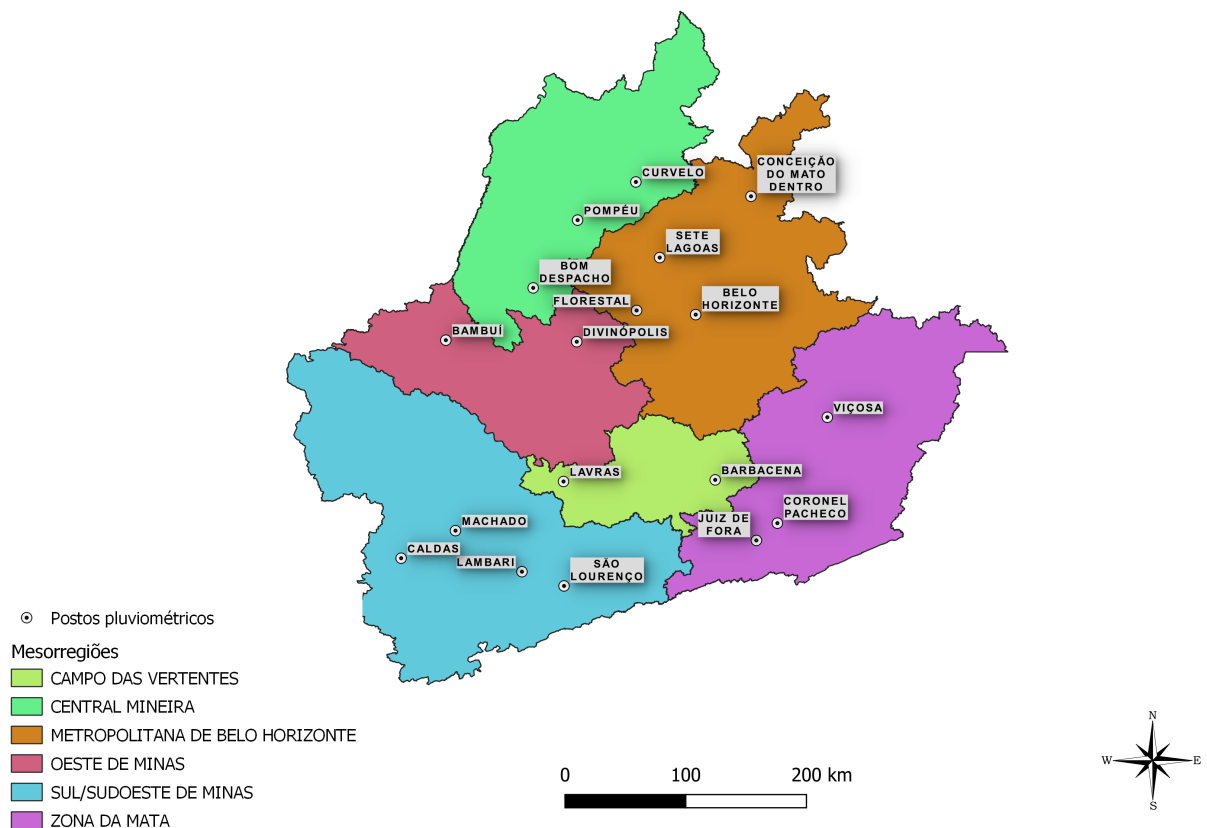 CONCEIÇÃO
DO MATO
DENTRO
CURVELO
POMPÉU
SETE
LAGOAS
BOM
DESPACHO
FLORESTAL
BELO
HORIZONTE
BAMBUÍ
DIVINÓPOLIS
VIÇOSA
LAVRAS
BARBACENA
CORONEL
PACHECO
JUIZ DE
FORA
MACHADO
CALDAS
LAMBARI
SÃO
LOURENÇO
Postos pluviométricos
Mesorregiões
CAMPO DAS VERTENTES
CENTRAL MINEIRA
METROPOLITANA DE BELO HORIZONTE
OESTE DE MINAS
SUL/SUDOESTE DE MINAS
ZONA DA MATA
0 100 200 km
N
W E
S